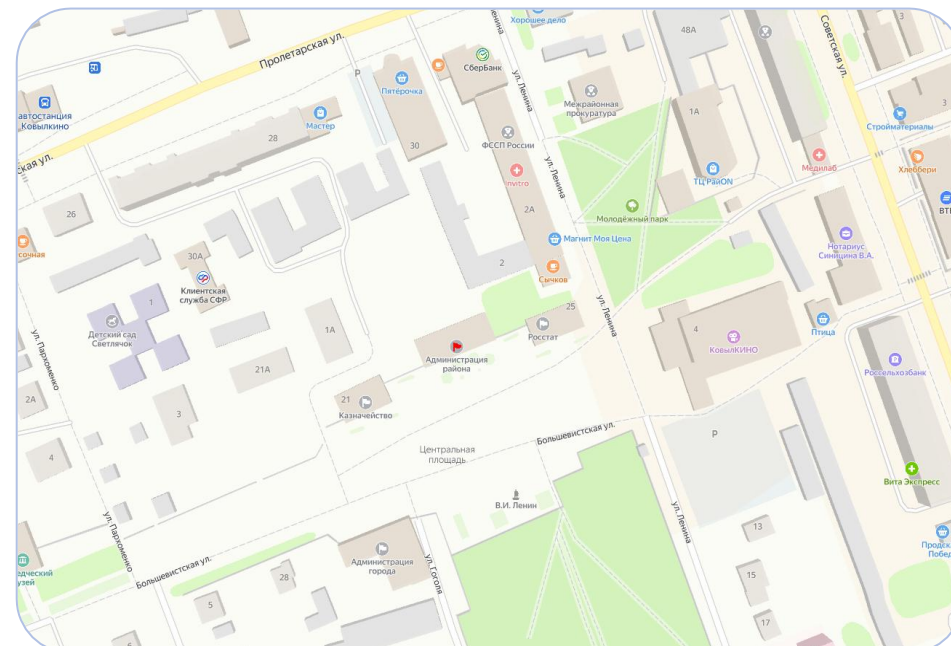 Хорошее дело
48А
3
Советская ул.
Пролетарская ул.
СберБанк
P
Пятёрочка
ул. Ленина
автостанция
Ковылкино
Межрайонная
прокуратура
1А
3
Мастер
Стройматериалы
28
30
ФССП России
ская ул.
ул. Ленина
Invitro
ТЦ РайON
Медилаб
Хлеббери
26
2А
Молодёжный парк
ВТБ
сочная
Магнит Моя Цена
Нотариус
Синицина В.А.
30А
2
Сычков
Клиентская
служба СФР
1
25
ул. Ленина
Детский сад
Светлячок
1А
Росстат
4
Птица
ул. Пархоменко
Администрация
района
КовылКИНО
21А
Россельхозбанк
2А
21
3
Казначейство
Большевистская ул.
P
4
Центральная
площадь
Вита Экспресс
В.И. Ленин
ул. Пархоменко
ул. Ленина
13
Администрация
города
ул. Гоголя
Большевистская ул.
едческий
узей
28
15
5
17
6